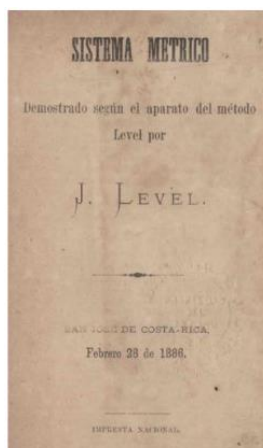 SISTEMA METRICO
Demostrado según el aparato del método
Level por
J. LEVEL.
SAN JOSÉ DE COSTA-RICA.
Febrero 26 de 1886.
IMPRENTA NACIONAL.